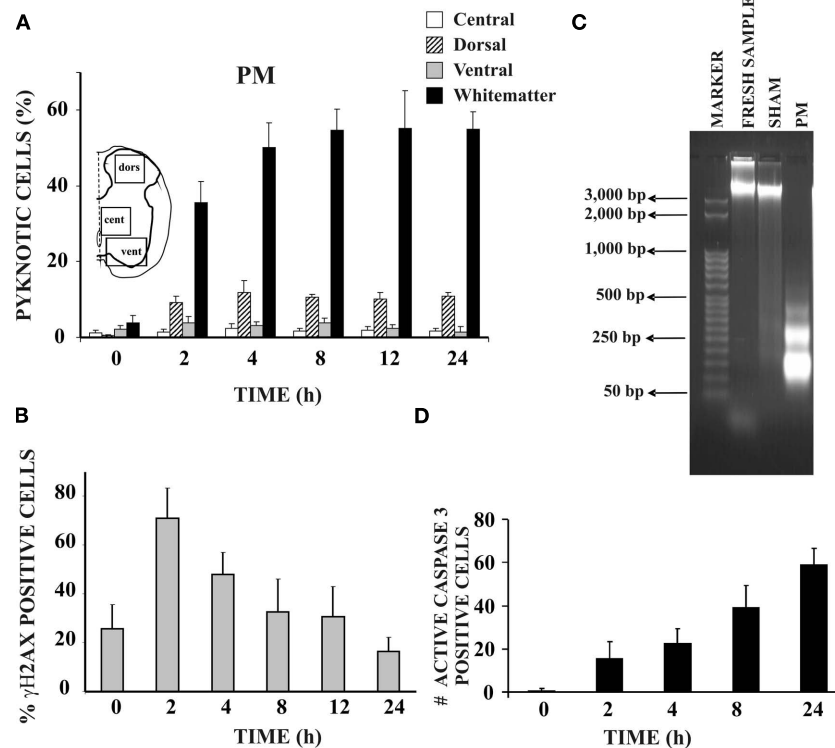 A
PM
Central
Dorsal
Ventral
Whitematter
PYKNOTIC CELLS (%)
60
40
20
0
dors
cent
vent
0 2 4 8 12 24
TIME (h)
B
% γH2AX POSITIVE CELLS
80
60
40
20
0
0 2 4 8 12 24
TIME (h)
C
MARKER
FRESH SAMPLE
SHAM
PM
3,000 bp
2,000 bp
1,000 bp
500 bp
250 bp
50 bp
D
# ACTIVE CASPASE 3
POSITIVE CELLS
80
60
40
20
0
0 2 4 8 24
TIME (h)